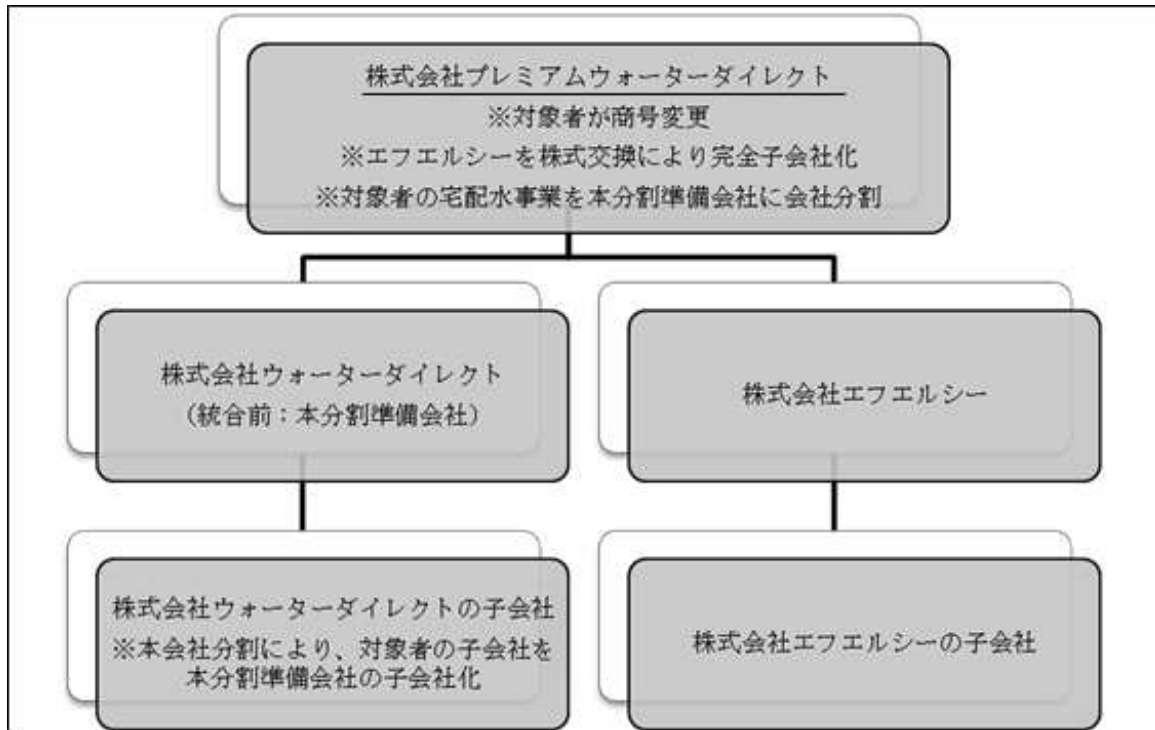 株式会社プレミアムウォーターダイレクト
※対象者が商号変更
※エフエルシーを株式交換により完全子会社化
※対象者の宅配水事業を本分割準備会社に会社分割
株式会社ウォーターダイレクト
（統合前：本分割準備会社）
株式会社エフエルシー
株式会社ウォーターダイレクトの子会社
※本会社分割により、対象者の子会社を
本分割準備会社の子会社化
株式会社エフエルシーの子会社